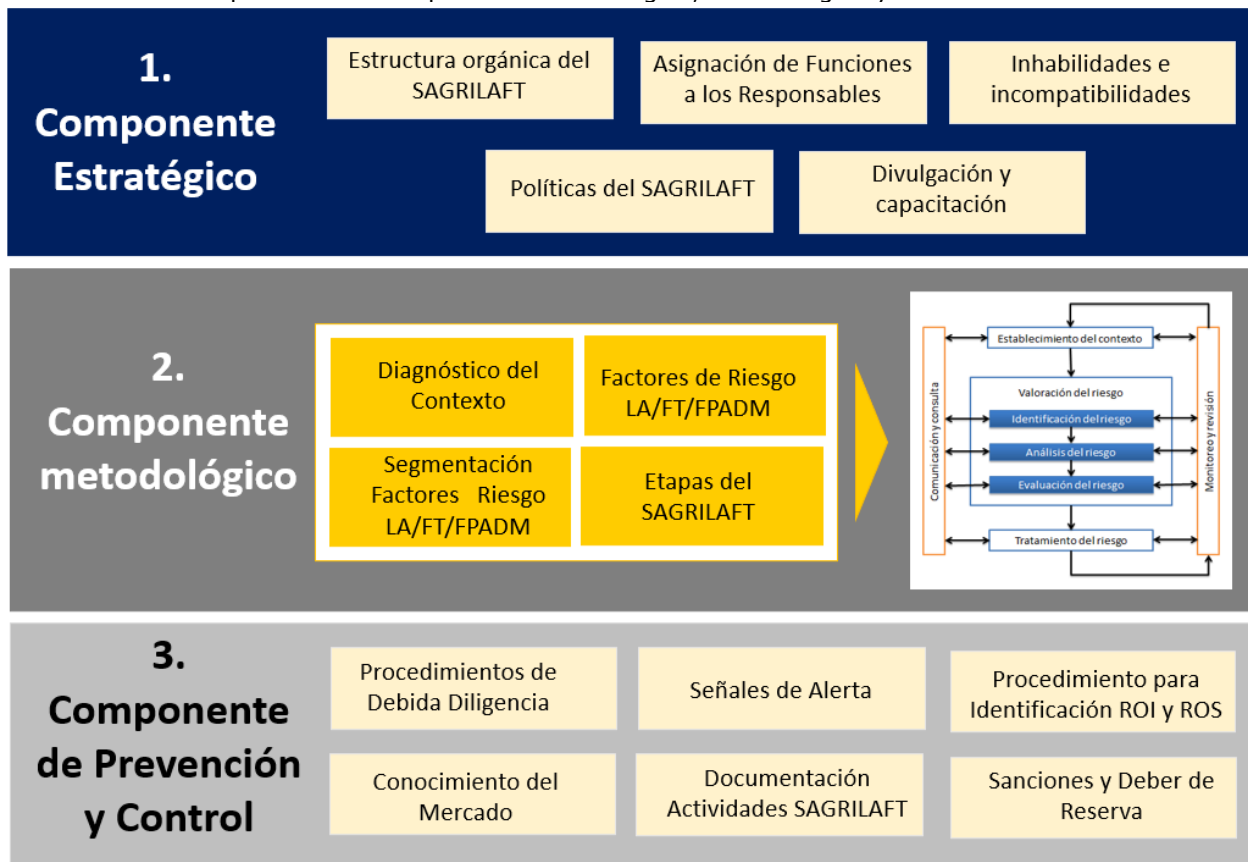 1.
Componente
Estratégico
Estructura orgánica del
SAGRILAFT
Asignación de Funciones
a los Responsables
Inhabilidades e
incompatibilidades
Políticas del SAGRILAFT
Divulgación y
capacitación
2.
Componente
metodológico
Diagnóstico del
Contexto
Factores de Riesgo
LA/FT/FPADM
Segmentación
Factores Riesgo
LA/FT/FPADM
Etapas del
SAGRILAFT
Comunicación y consulta
Establecimiento del contexto
Valoración del riesgo
Identificación del riesgo
Análisis del riesgo
Evaluación del riesgo
Tratamiento del riesgo
Monitoreo y revisión
3.
Componente
de Prevención
y Control
Procedimientos de
Debida Diligencia
Señales de Alerta
Procedimiento para
Identificación ROI y ROS
Conocimiento del
Mercado
Documentación
Actividades SAGRILAFT
Sanciones y Deber de
Reserva